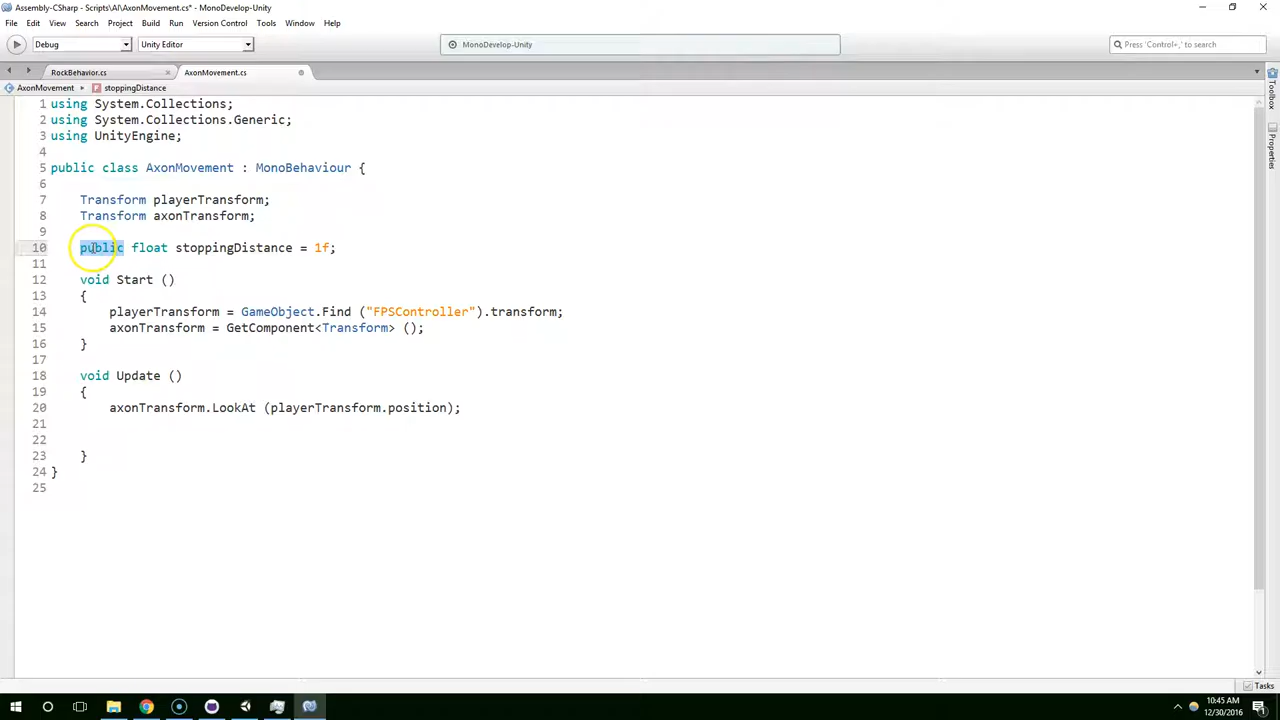 Assembly-CSharp - Scripts\AI\AxonMovement.cs* - MonoDevelop-Unity
File Edit View Search Project Build Run Version Control Tools Window Help
Debug Unity Editor MonoDevelop-Unity Press 'Control+,' to search
RockBehavior.cs AxonMovement.cs
AxonMovement stoppingDistance
1 using System.Collections;
2 using System.Collections.Generic;
3 using UnityEngine;
4
5 public class AxonMovement : MonoBehaviour {
6
7 Transform playerTransform;
8 Transform axonTransform;
9
10 public float stoppingDistance = 1f;
11
12 void Start ()
13 {
14 playerTransform = GameObject.Find ("FPSController").transform;
15 axonTransform = GetComponent<Transform> ();
16 }
17
18 void Update ()
19 {
20 axonTransform.LookAt (playerTransform.position);
21
22
23 }
24 }
25
Toolbox
Properties
Tasks
10:45 AM
12/30/2016
1